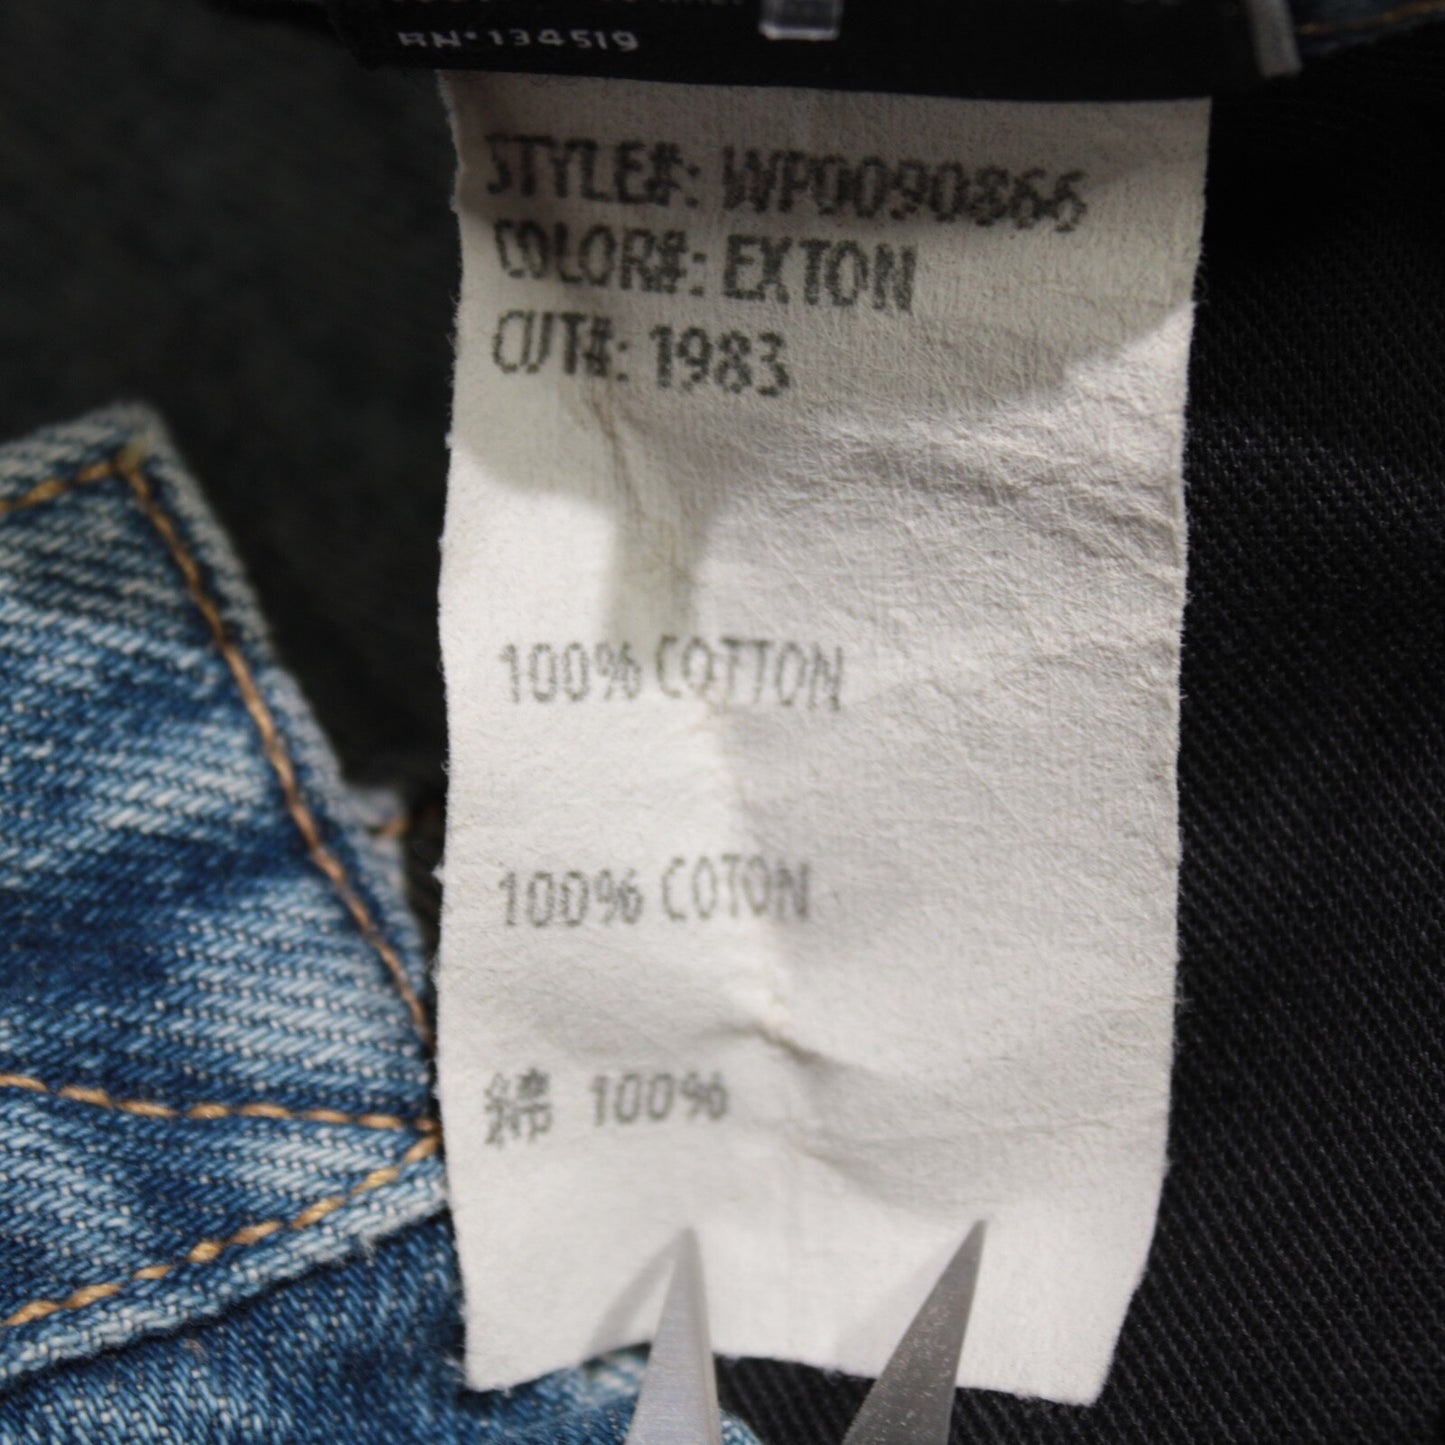 RN°134519
STYLE#: WP0090866
COLOR#: EXTON
CUT#: 1983
100% COTTON
100% COTON
綿 100%